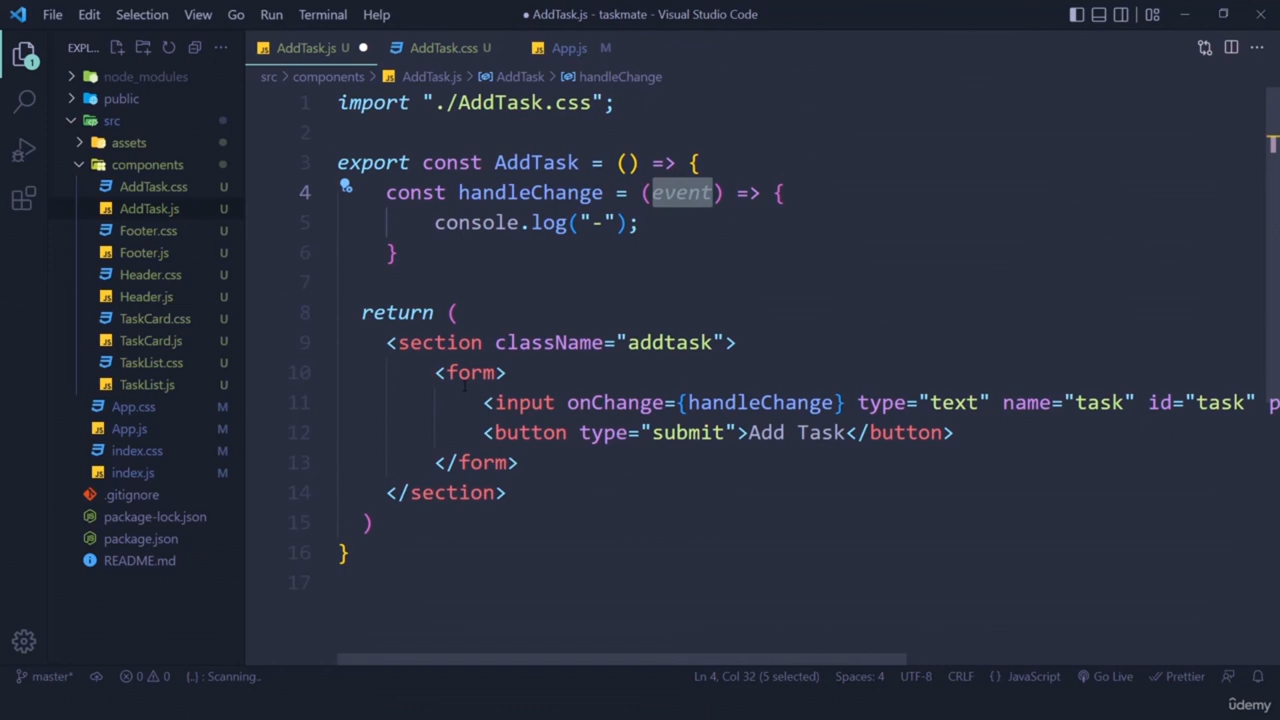 File Edit Selection View Go Run Terminal Help
● AddTask.js - taskmate - Visual Studio Code
EXPL...
AddTask.js U
AddTask.css U
App.js M
src > components > AddTask.js > AddTask > handleChange
node_modules
public
src
assets
components
AddTask.css U
AddTask.js U
Footer.css U
Footer.js U
Header.css U
Header.js U
TaskCard.css U
TaskCard.js U
TaskList.css U
TaskList.js U
App.css M
App.js M
index.css M
index.js M
.gitignore
package-lock.json
package.json
README.md
1 import "./AddTask.css";
2
3 export const AddTask = () => {
4 const handleChange = (event) => {
5 console.log("-");
6 }
7
8 return (
9 <section className="addtask">
10 <form>
11 <input onChange={handleChange} type="text" name="task" id="task" p
12 <button type="submit">Add Task</button>
13 </form>
14 </section>
15 )
16 }
17
master* 0 0 {..} : Scanning.. Ln 4, Col 32 (5 selected) Spaces: 4 UTF-8 CRLF {} JavaScript Go Live Prettier
ûdemy